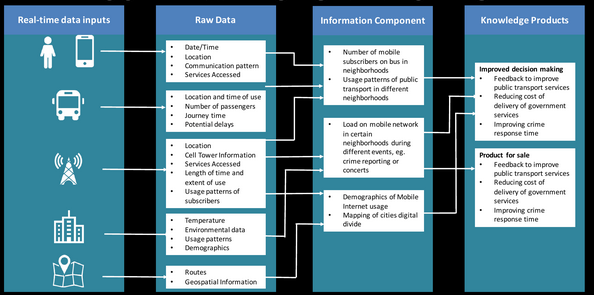 Real-time data inputs
Raw Data
Information Component
Knowledge Products
• Date/Time
• Location
• Communication pattern
• Services Accessed
• Location and time of use
• Number of passengers
• Journey time
• Potential delays
• Location
• Cell Tower Information
• Services Accessed
• Length of time and
extent of use
• Usage patterns of
subscribers
• Temperature
• Environmental data
• Usage patterns
• Demographics
• Routes
• Geospatial Information
• Number of mobile
subscribers on bus in
neighborhoods
• Usage patterns of public
transport in different
neighborhoods
• Load on mobile network
in certain
neighborhoods during
different events, eg.
crime reporting or
concerts
• Demographics of Mobile
Internet usage
• Mapping of cities digital
divide
Improved decision making
• Feedback to improve
public transport services
• Reducing cost of
delivery of government
services
• Improving crime
response time
Product for sale
• Feedback to improve
public transport services
• Reducing cost of
delivery of government
services
• Improving crime
response time